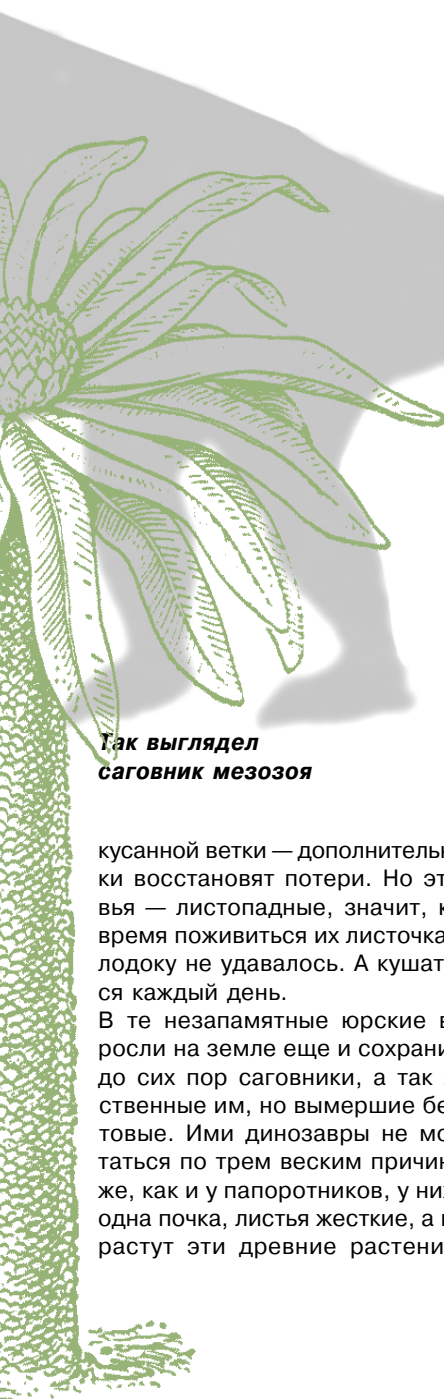 Так выглядел
саговник мезозоя
кусанной ветки — дополнительн
ки восстановят потери. Но эт
вья — листопадные, значит, к
время поживиться их листочка
лодоку не удавалось. А кушат
ся каждый день.
В те незапамятные юрские в
росли на земле еще и сохрани
до сих пор саговники, а так
ственные им, но вымершие бе
товые. Ими динозавры не мо
таться по трем веским причин
же, как и у папоротников, у них
одна почка, листья жесткие, а
растут эти древние растени